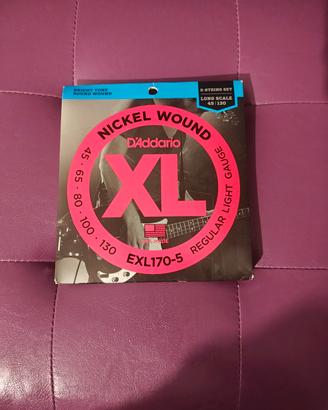 BRIGHT TONE
ROUND WOUND
5-STRING SET
LONG SCALE
45 | 130
NICKEL WOUND
D'Addario
XL
45 · 65 · 80 · 100 · 130
EXL170-5
REGULAR LIGHT GAUGE